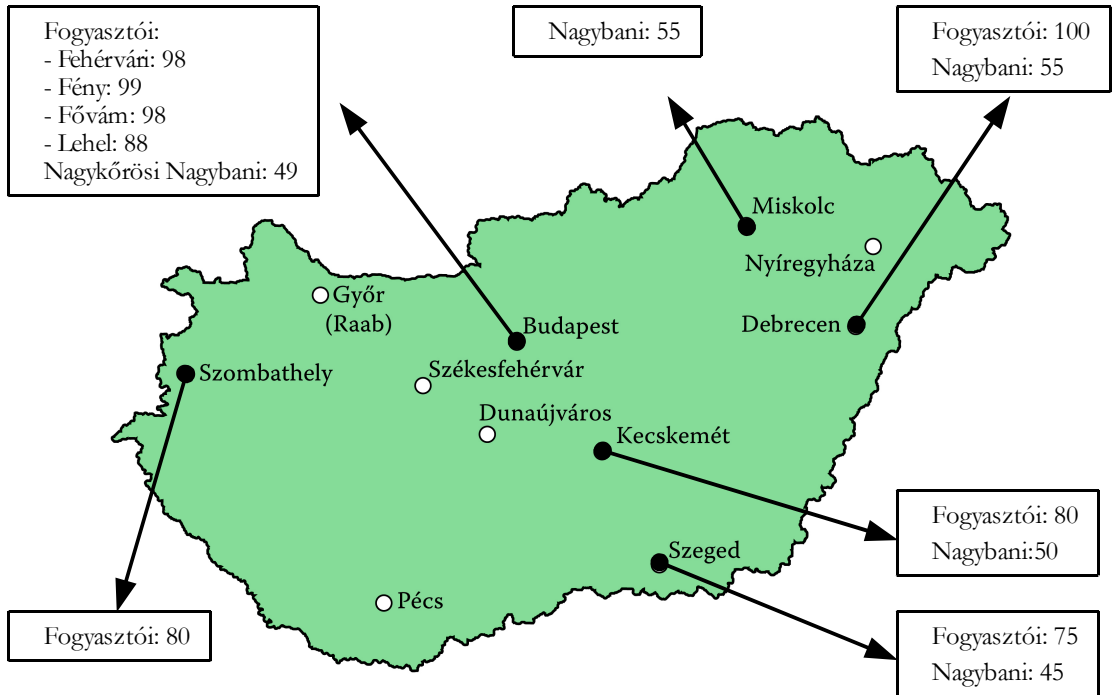 Fogyasztói:
- Fehérvári: 98
- Fény: 99
- Fővám: 98
- Lehel: 88
Nagykőrösi Nagybani: 49
Nagybani: 55
Fogyasztói: 100
Nagybani: 55
Miskolc
Nyíregyháza
Győr
(Raab)
Budapest
Debrecen
Székesfehérvár
Szombathely
Dunaújváros
Kecskemét
Fogyasztói: 80
Nagybani:50
Szeged
Pécs
Fogyasztói: 80
Fogyasztói: 75
Nagybani: 45